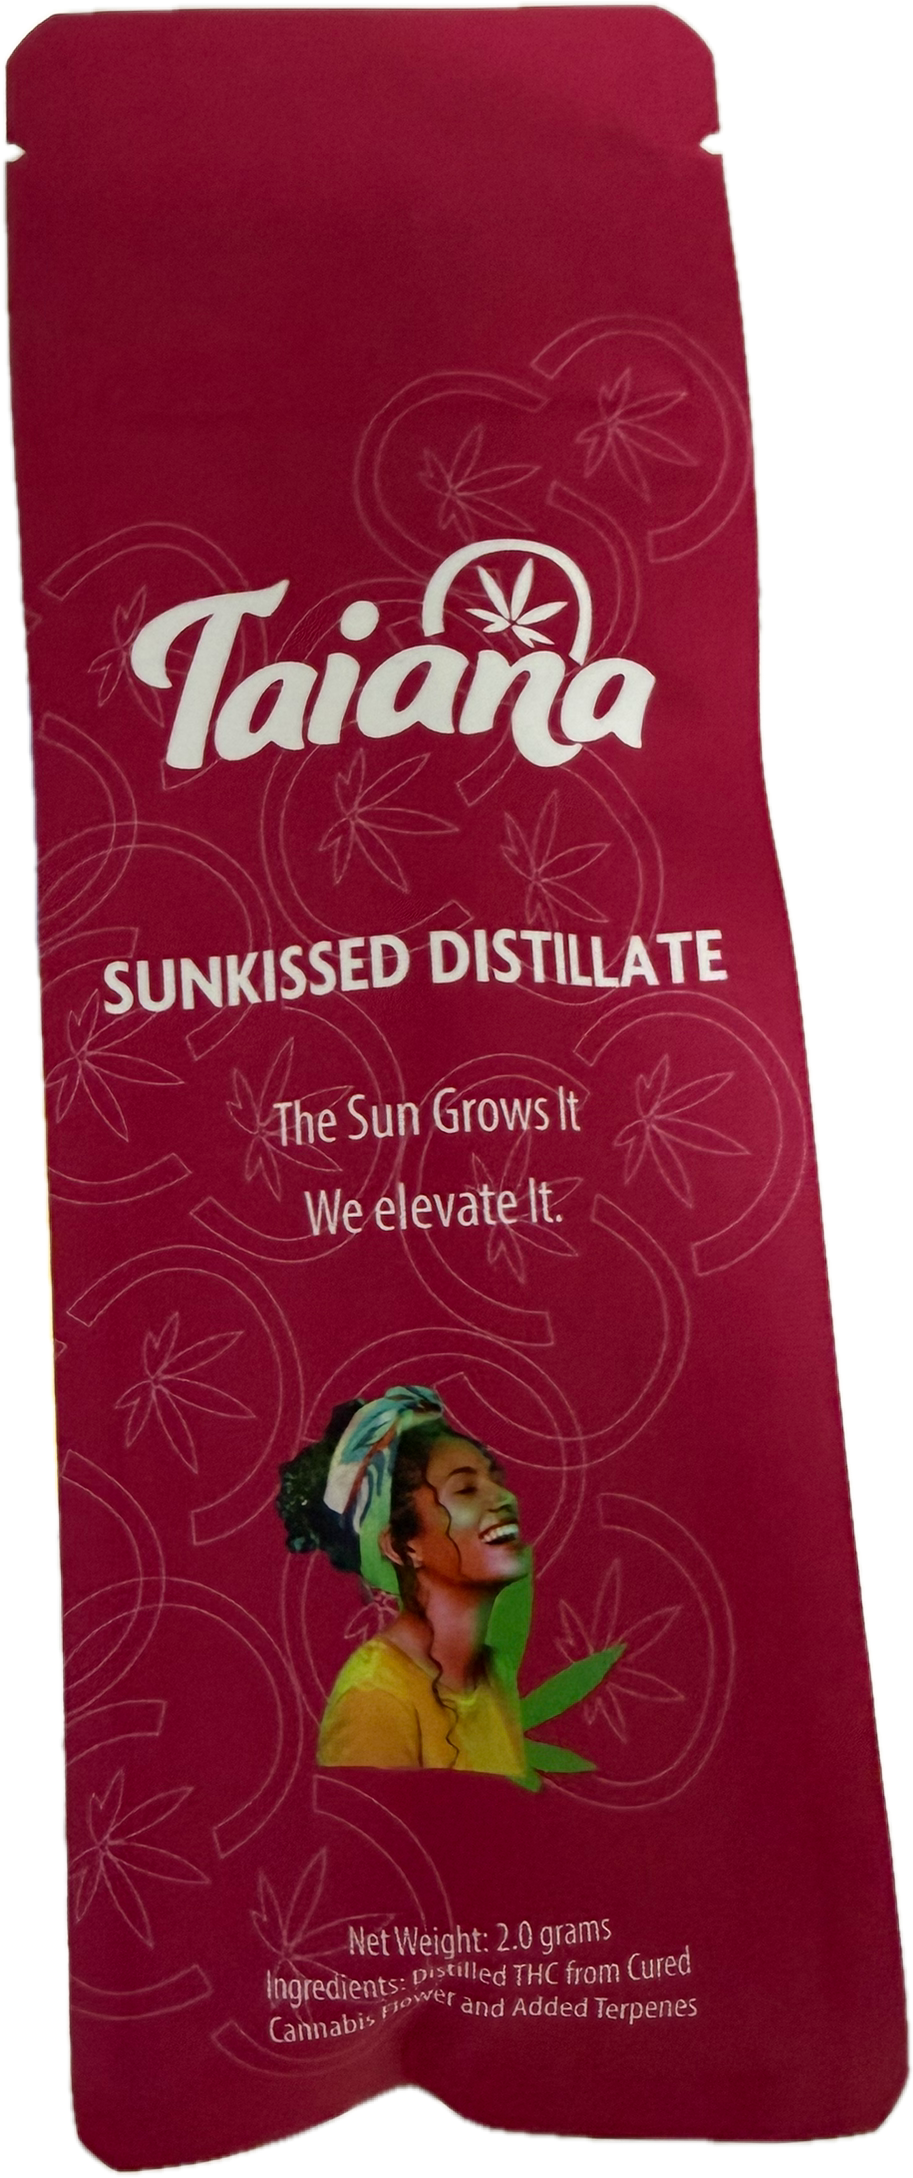 Taiana
SUNKISSED DISTILLATE
The Sun Grows It
We elevate It.
Net Weight: 2.0 grams
Ingredients: Distilled THC from Cured
Cannabis Flower and Added Terpenes